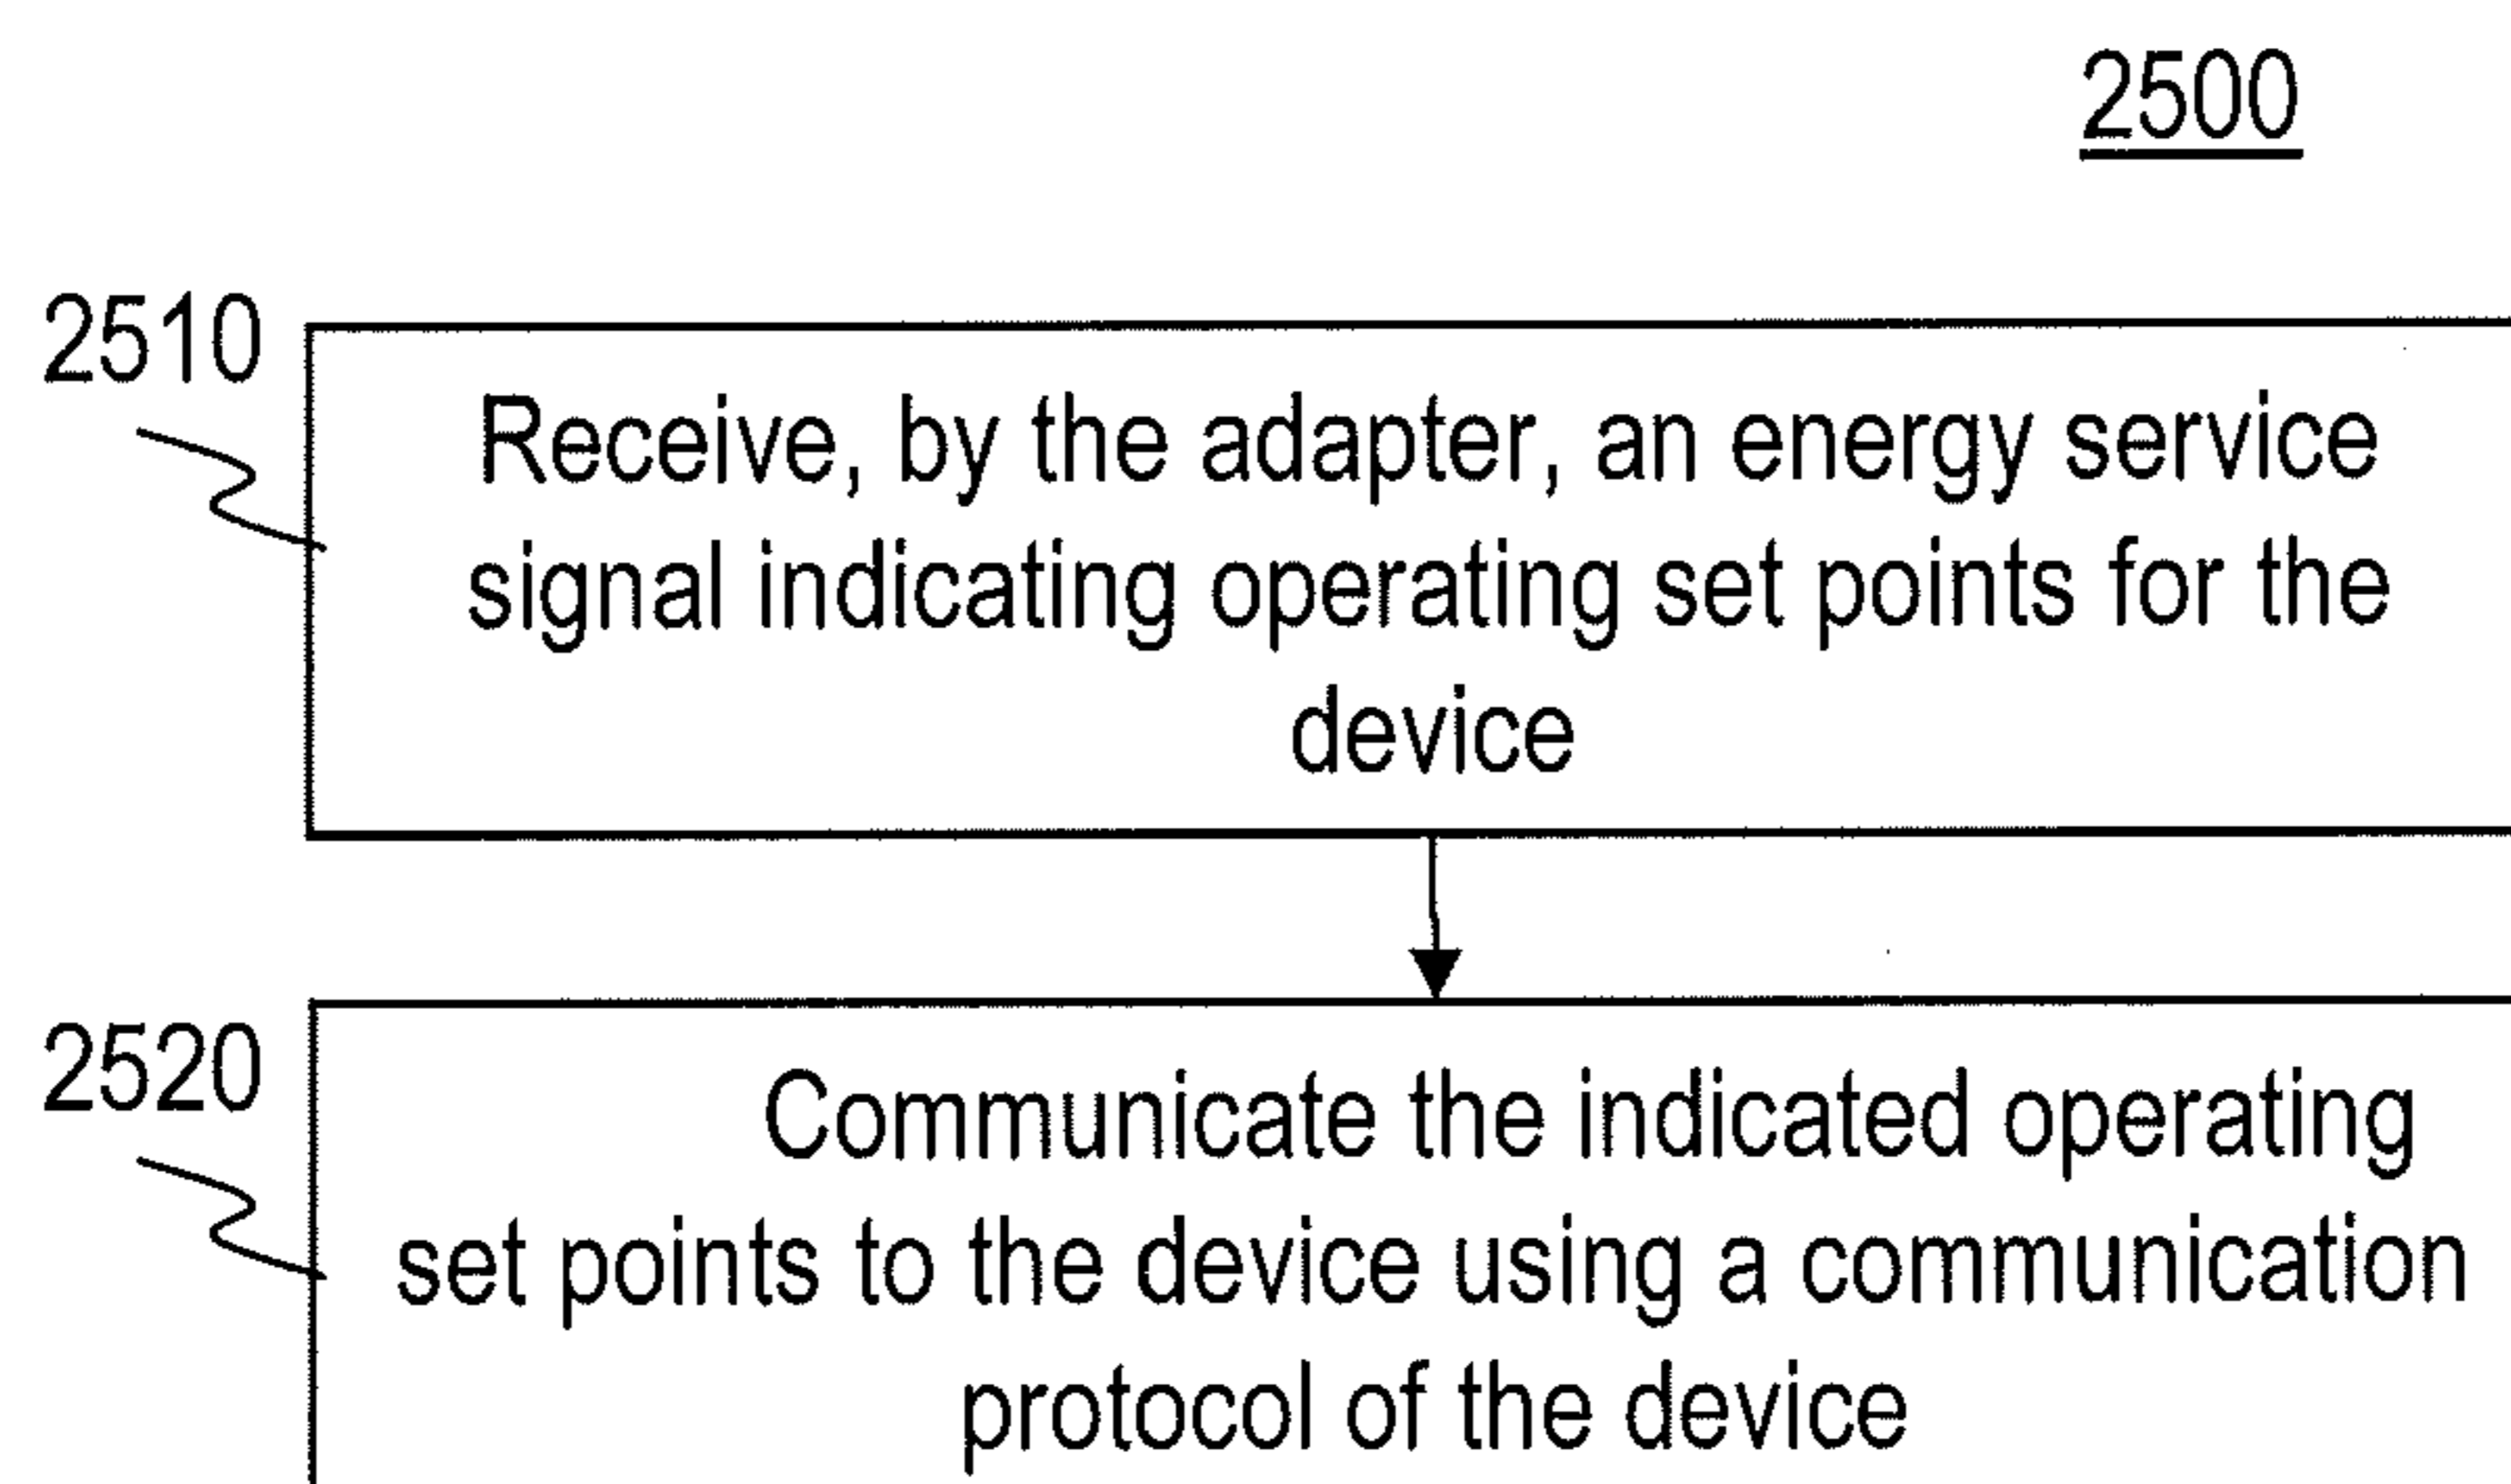 2500
2510
Receive, by the adapter, an energy service
signal indicating operating set points for the
device
2520
Communicate the indicated operating
set points to the device using a communication
protocol of the device